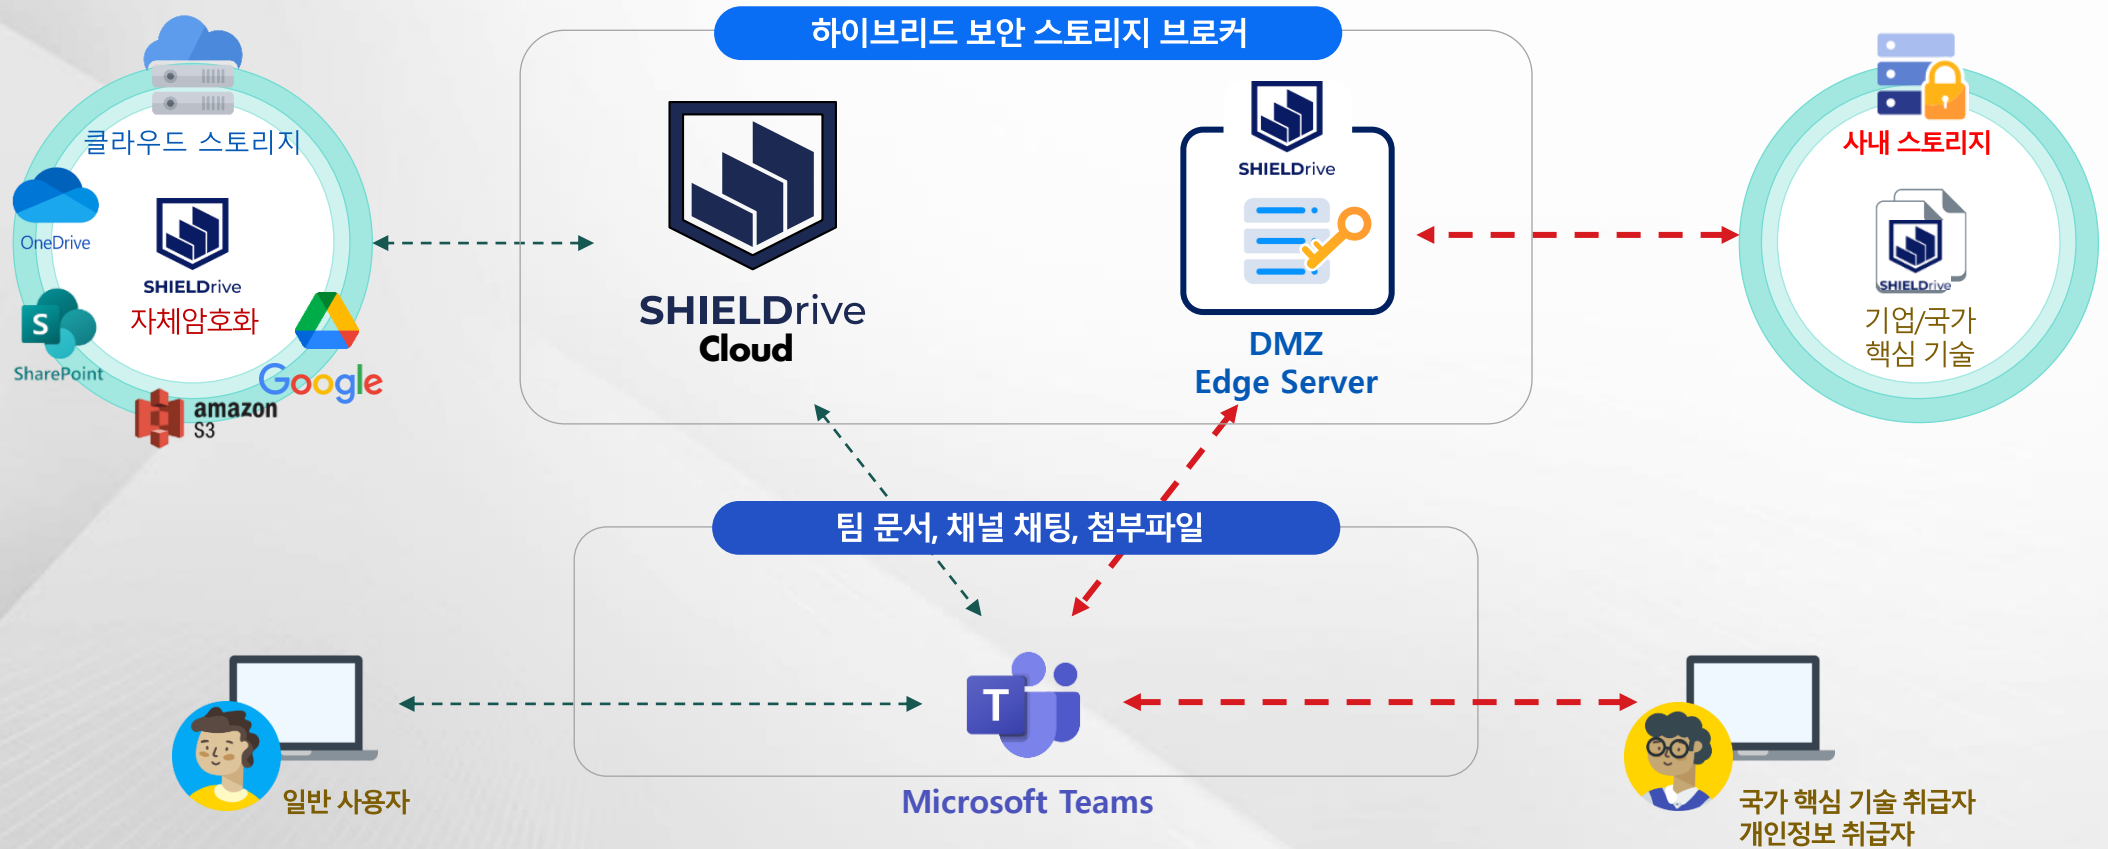 하이브리드 보안 스토리지 브로커
클라우드 스토리지
OneDrive
SHIELDrive
자체암호화
S
SharePoint
Google
amazon
S3
SHIELDrive
Cloud
SHIELDrive
DMZ
Edge Server
사내 스토리지
SHIELDrive
기업/국가
핵심 기술
팀 문서, 채널 채팅, 첨부파일
T
Microsoft Teams
일반 사용자
국가 핵심 기술 취급자
개인정보 취급자